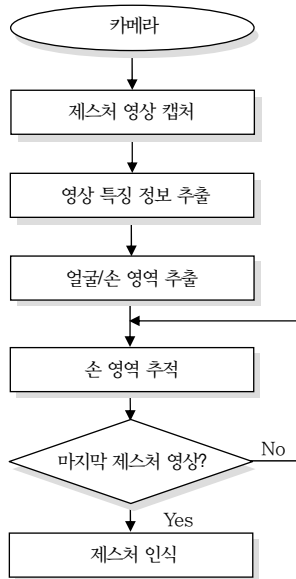 카메라
제스처 영상 캡처
영상 특징 정보 추출
얼굴/손 영역 추출
손 영역 추적
마지막 제스처 영상?
No
Yes
제스처 인식